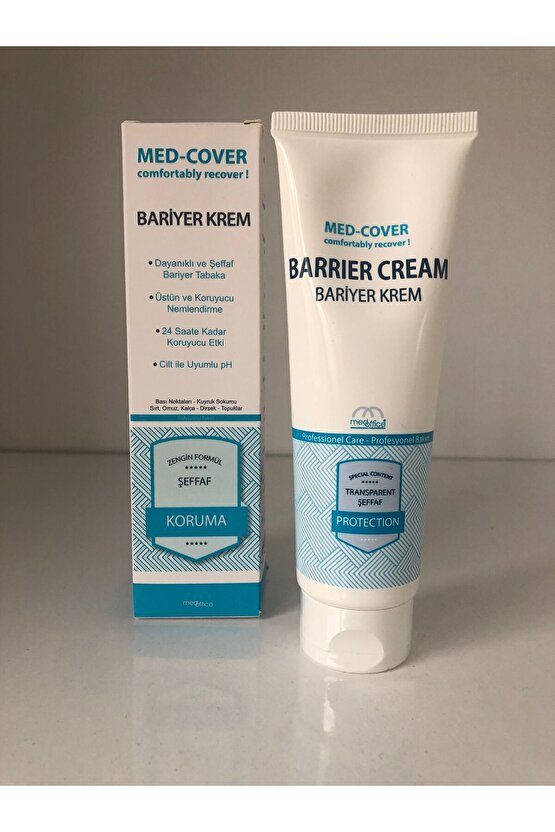 MED-COVER
comfortably recover !
BARİYER KREM
• Dayanıklı ve Şeffaf
Bariyer Tabaka
• Üstün ve Koruyucu
Nemlendirme
• 24 Saate Kadar
Koruyucu Etki
• Cilt ile Uyumlu pH
Bası Noktaları - Kuyruk Sokumu
Sırt, Omuz, Kalça - Dirsek - Topuklar
ZENGİN FORMÜL
★★★★★
ŞEFFAF
KORUMA
★★★★★
medoffice
MED-COVER
comfortably recover !
BARRIER CREAM
BARİYER KREM
medoffice
Professionel Care - Profesyonel Bakım
SPECIAL CONTENT
★★★★★
TRANSPARENT
ŞEFFAF
PROTECTION
★★★★★